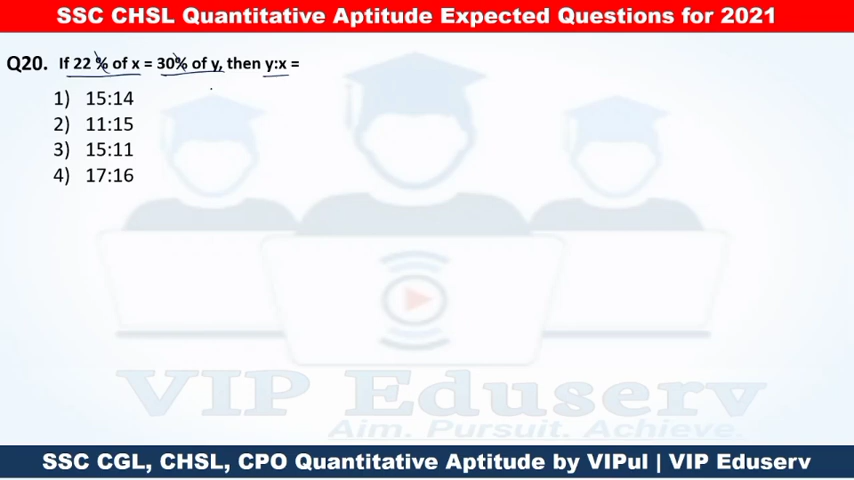 SSC CHSL Quantitative Aptitude Expected Questions for 2021
Q20. If 22 % of x = 30% of y, then y:x =
1) 15:14
2) 11:15
3) 15:11
4) 17:16
VIP Eduserv
Aim. Pursuit. Achieve.
SSC CGL, CHSL, CPO Quantitative Aptitude by VIPul | VIP Eduserv